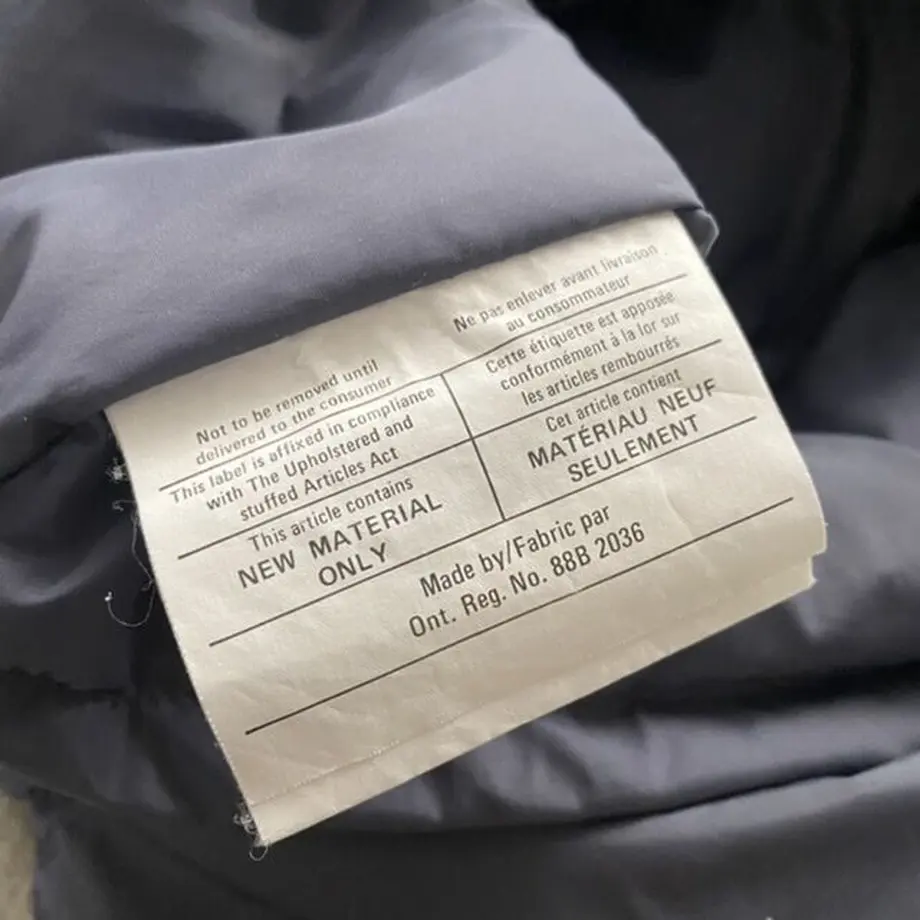 Not to be removed until
delivered to the consumer
This label is affixed in compliance
with The Upholstered and
stuffed Articles Act
This article contains
NEW MATERIAL
ONLY
Ne pas enlever avant livraison
au consommateur
Cette étiquette est apposée
conformément à la lor sur
les articles rembourrés
Cet article contient
MATÉRIAU NEUF
SEULEMENT
Made by/Fabric par
Ont. Reg. No. 88B 2036